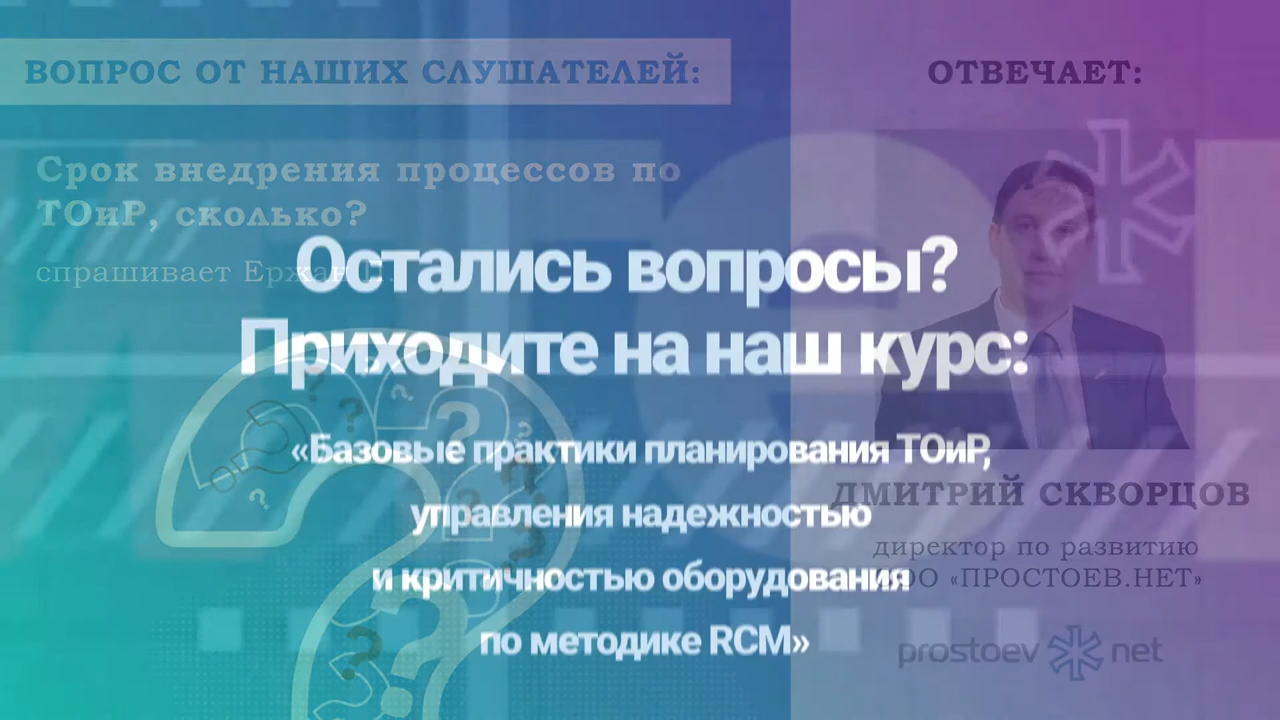 ВОПРОС ОТ НАШИХ СЛУШАТЕЛЕЙ:
Срок внедрения процессов по
ТОиР, сколько?
спрашивает Ержан
ОТВЕЧАЕТ:
Остались вопросы?
Приходите на наш курс:
«Базовые практики планирования ТОиР,
управления надежностью
и критичностью оборудования
по методике RCM»
ДМИТРИЙ СКВОРЦОВ
директор по развитию
ООО «ПРОСТОЕВ.НЕТ»
prostoev net